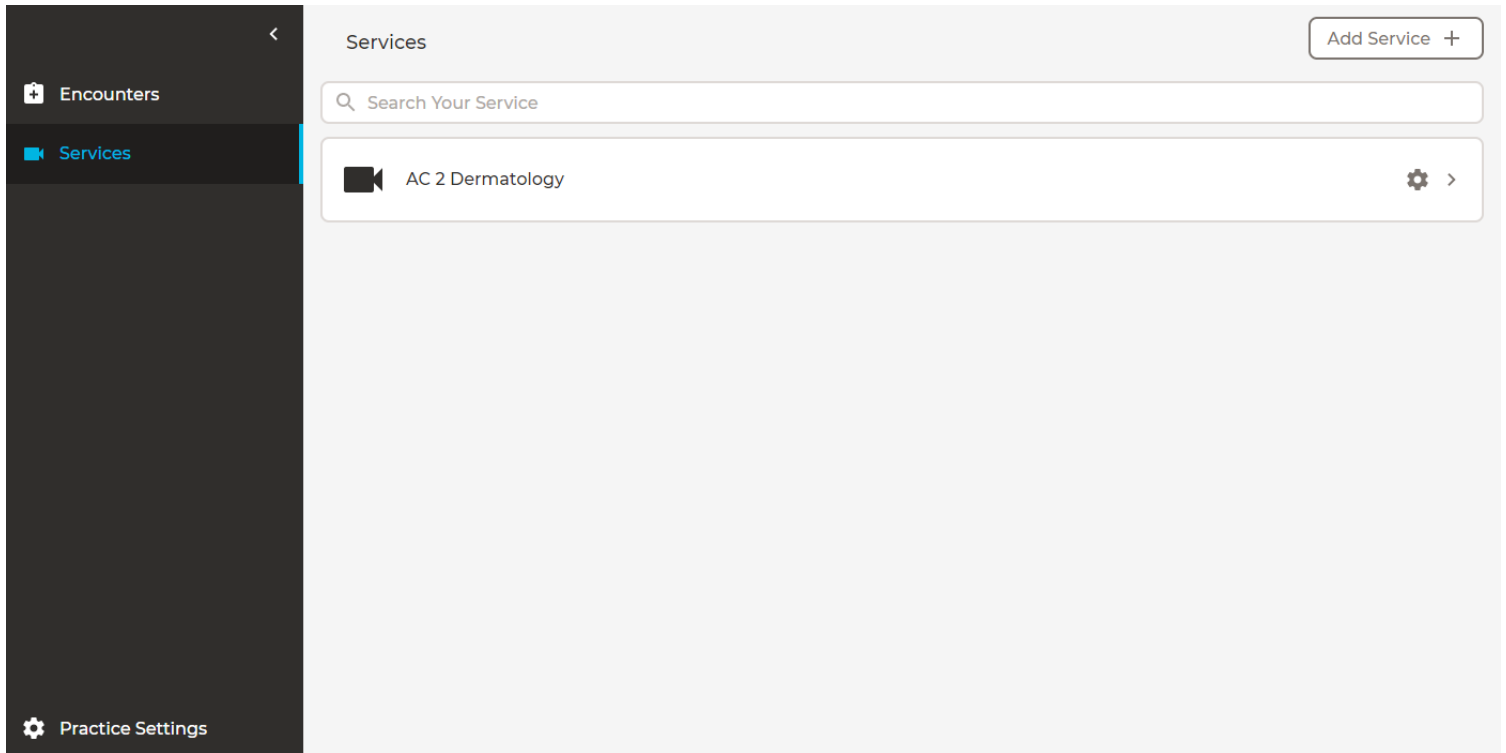 Encounters
Services
Practice Settings
Services
Add Service +
Search Your Service
AC 2 Dermatology